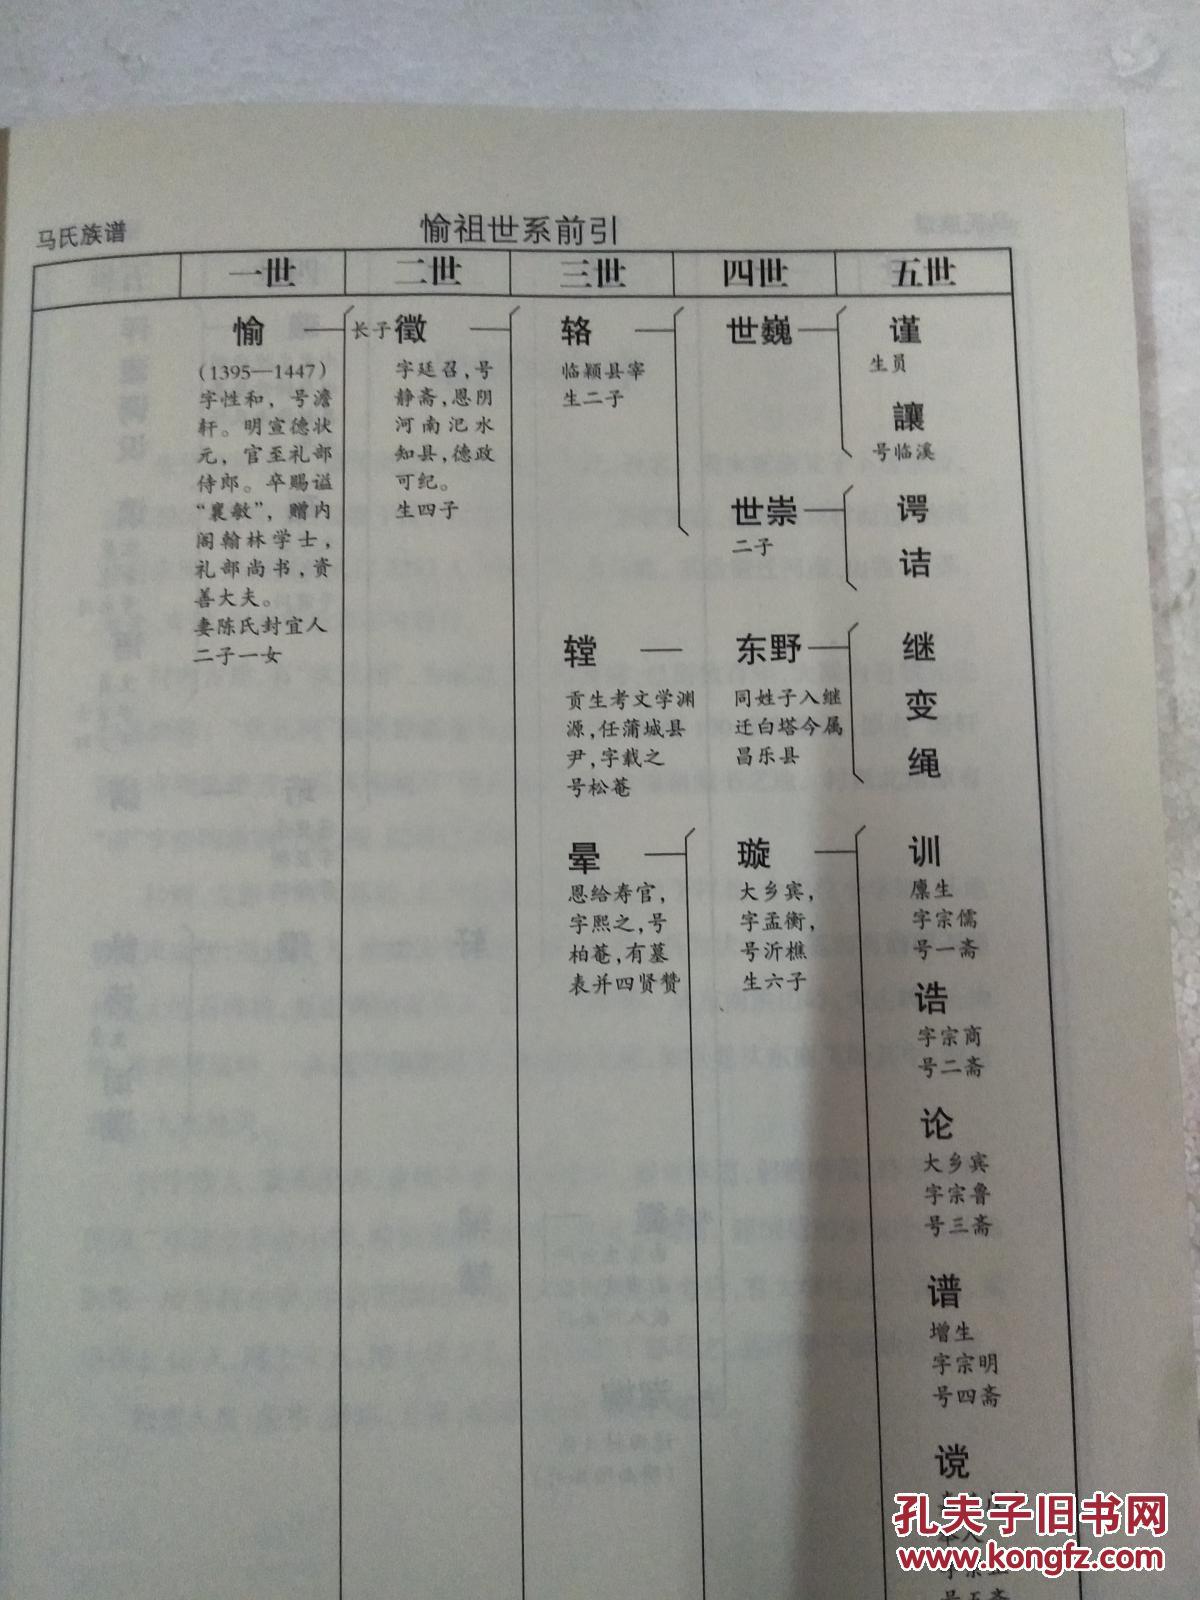 马氏族谱
愉祖世系前引
一世 二世 三世 四世 五世
愉
(1395—1447)
字性和，号澹
轩。明宣德状
元，官至礼部
侍郎。卒赐谥
“襄敏”，赠内
阁翰林学士，
礼部尚书，资
善大夫。
妻陈氏封宜人
二子一女
长子徵
字廷召，号
静斋，恩阴
河南汜水
知县，德政
可纪。
生四子
辂
临颖县宰
生二子
𨎋
贡生考文学渊
源，任蒲城县
尹，字载之
号松菴
晕
恩给寿官，
字熙之，号
柏菴，有墓
表并四贤赞
世巍
世崇
二子
东野
同姓子入继
迁白塔今属
昌乐县
璇
大乡宾，
字孟衡，
号沂樵
生六子
谨
生员
讓
号临溪
谔
诘
继
变
绳
训
廪生
字宗儒
号一斋
诰
字宗商
号二斋
论
大乡宾
字宗鲁
号三斋
谱
增生
字宗明
号四斋
谠
号五斋
孔夫子旧书网
www.kongfz.com